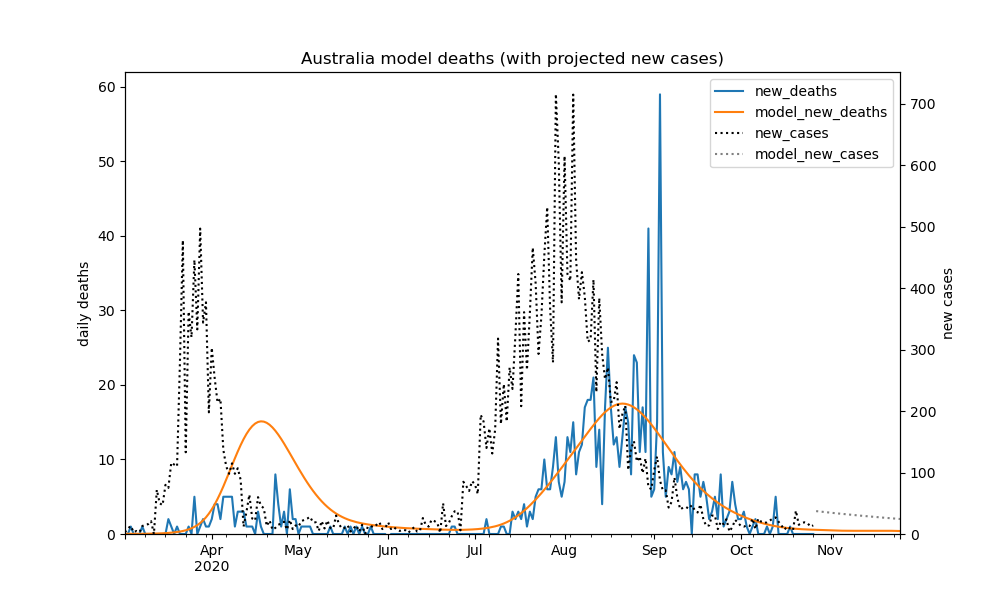 Australia model deaths (with projected new cases)
new_deaths
model_new_deaths
new_cases
model_new_cases
daily deaths
new cases
60
50
40
30
20
10
0
700
600
500
400
300
200
100
0
Apr
2020
May
Jun
Jul
Aug
Sep
Oct
Nov